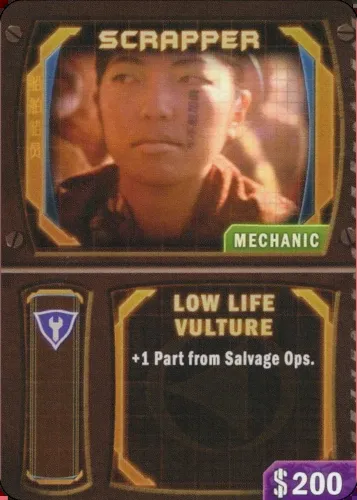 SCRAPPER
MECHANIC
LOW LIFE
VULTURE
+1 Part from Salvage Ops.
$200